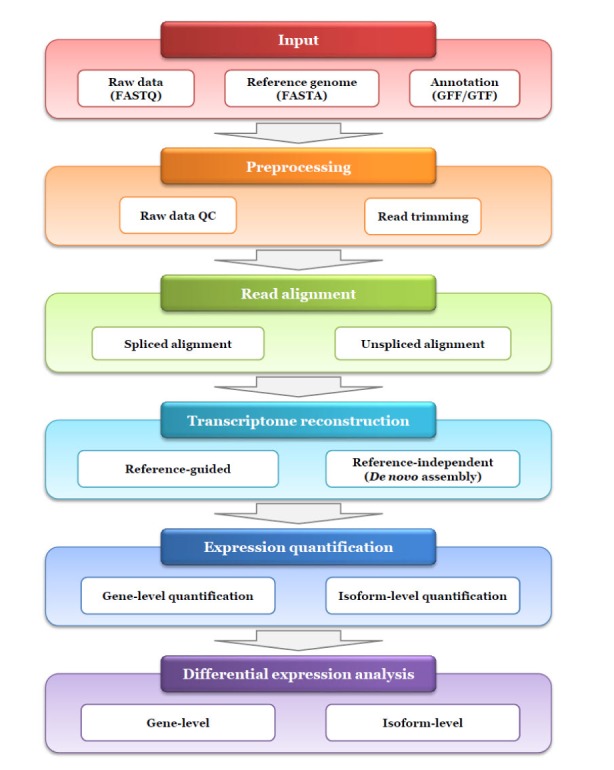 Input
Raw data
(FASTQ)
Reference genome
(FASTA)
Annotation
(GFF/GTF)
Preprocessing
Raw data QC
Read trimming
Read alignment
Spliced alignment
Unspliced alignment
Transcriptome reconstruction
Reference-guided
Reference-independent
(De novo assembly)
Expression quantification
Gene-level quantification
Isoform-level quantification
Differential expression analysis
Gene-level
Isoform-level